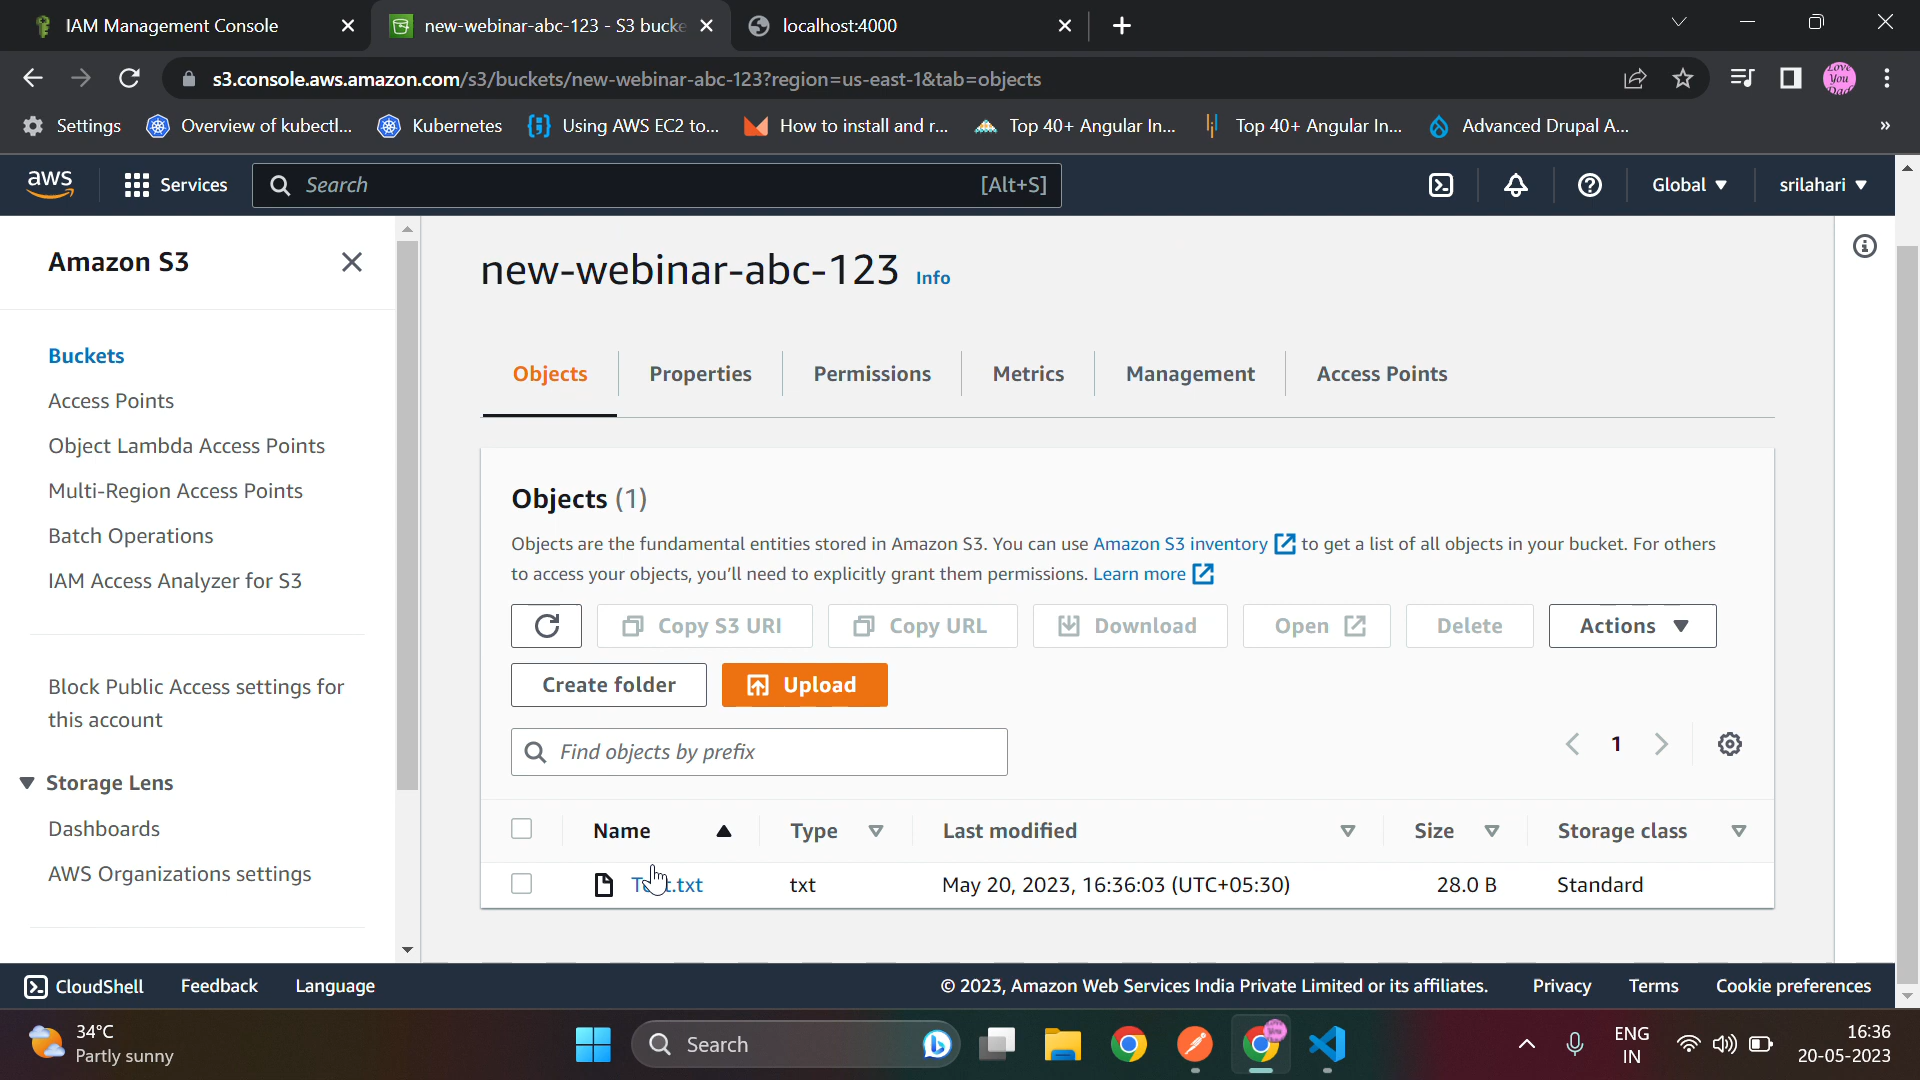 IAM Management Console
new-webinar-abc-123 - S3 bucke
localhost:4000
s3.console.aws.amazon.com/s3/buckets/new-webinar-abc-123?region=us-east-1&tab=objects
Love You Dad
Settings
Overview of kubectl...
Kubernetes
Using AWS EC2 to...
How to install and r...
Top 40+ Angular In...
Top 40+ Angular In...
Advanced Drupal A...
»
aws
Services
Search
[Alt+S]
Global
srilahari
Amazon S3
Buckets
Access Points
Object Lambda Access Points
Multi-Region Access Points
Batch Operations
IAM Access Analyzer for S3
Block Public Access settings for
this account
Storage Lens
Dashboards
AWS Organizations settings
new-webinar-abc-123 Info
Objects
Properties
Permissions
Metrics
Management
Access Points
Objects (1)
Objects are the fundamental entities stored in Amazon S3. You can use Amazon S3 inventory to get a list of all objects in your bucket. For others
to access your objects, you'll need to explicitly grant them permissions. Learn more
Copy S3 URI
Copy URL
Download
Open
Delete
Actions
Create folder
Upload
Find objects by prefix
1
Name
Type
Last modified
Size
Storage class
txt
May 20, 2023, 16:36:03 (UTC+05:30)
28.0 B
Standard
CloudShell
Feedback
Language
© 2023, Amazon Web Services India Private Limited or its affiliates.
Privacy
Terms
Cookie preferences
34°C
Partly sunny
Search
ENG
IN
16:36
20-05-2023